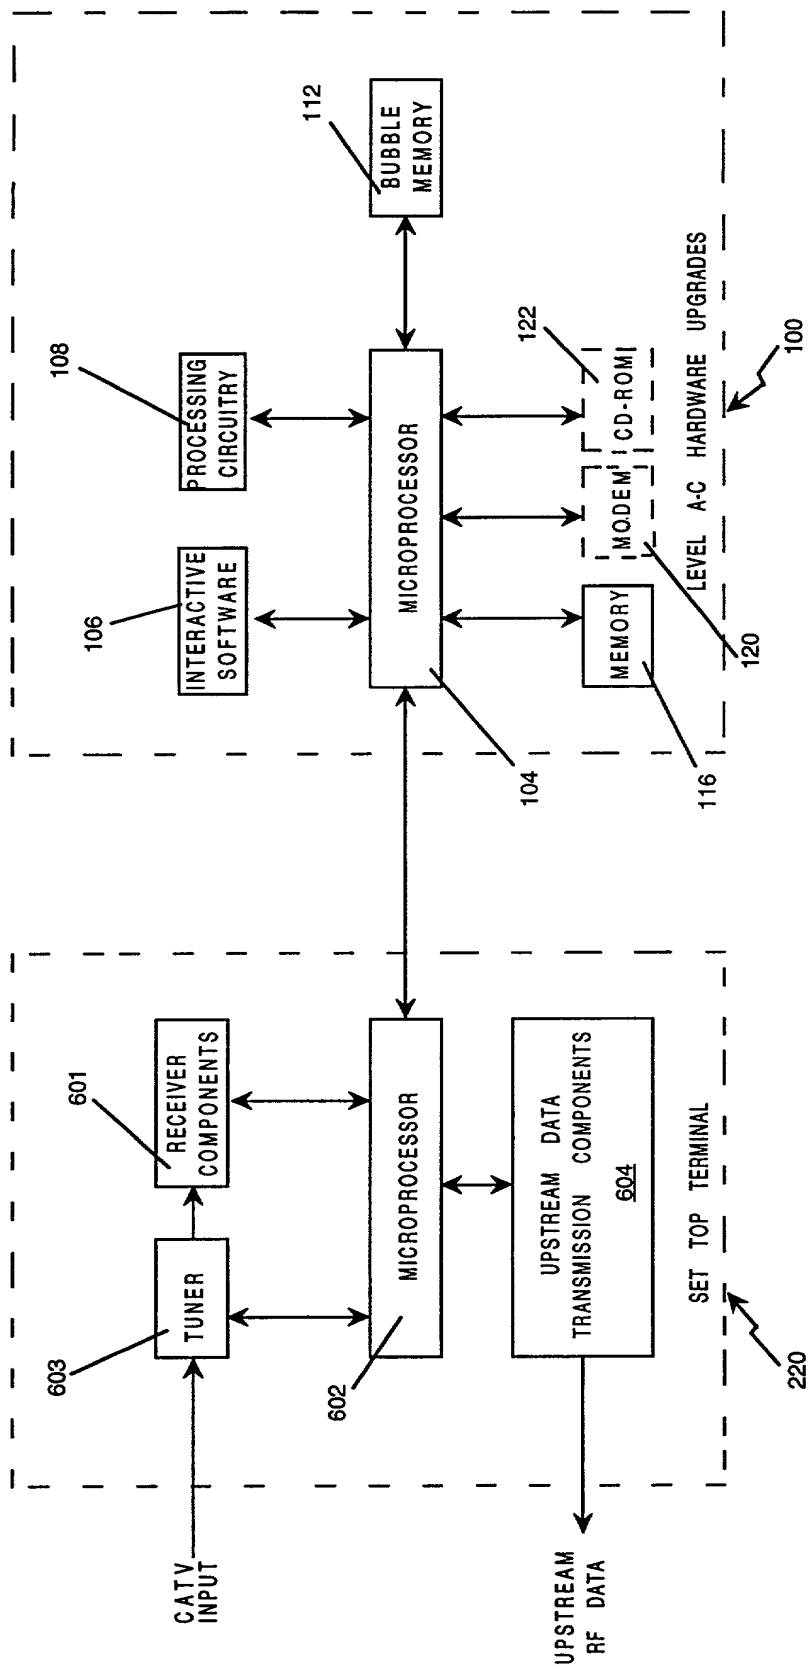 CATV
INPUT
603
TUNER
601
RECEIVER
COMPONENTS
602
MICROPROCESSOR
UPSTREAM DATA
TRANSMISSION COMPONENTS
604
UPSTREAM
RF DATA
SET TOP TERMINAL
220
106
INTERACTIVE
SOFTWARE
108
PROCESSING
CIRCUITRY
MICROPROCESSOR
104
112
BUBBLE
MEMORY
MEMORY
116
MODEM
120
CD-ROM
122
LEVEL A-C HARDWARE UPGRADES
100